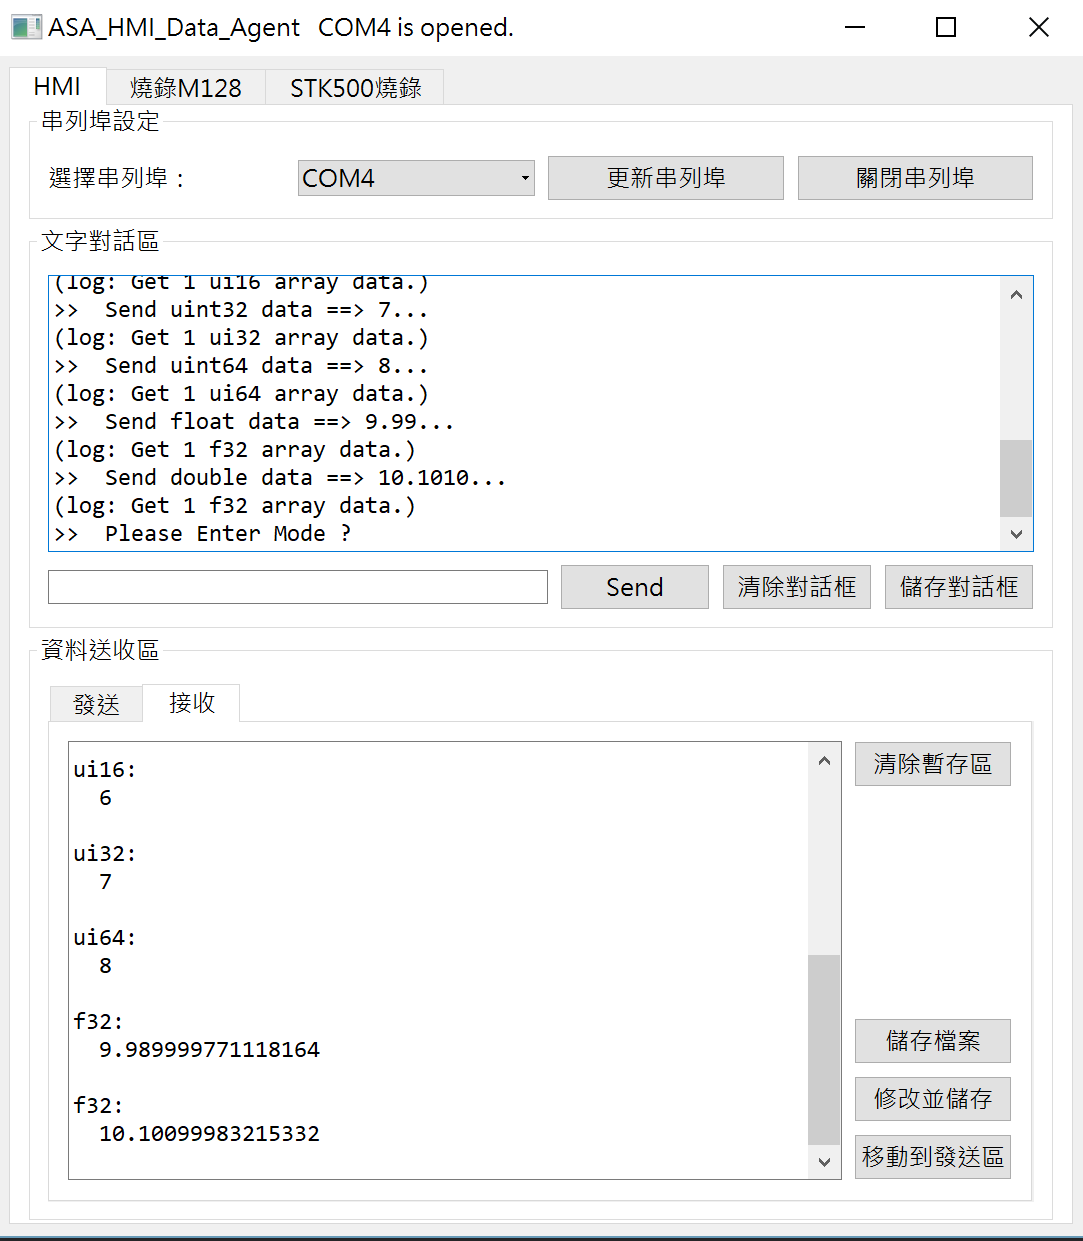 ASA_HMI_Data_Agent   COM4 is opened.
HMI 燒錄M128 STK500燒錄
串列埠設定
選擇串列埠： COM4 更新串列埠 關閉串列埠
文字對話區
(log: Get 1 ui16 array data.)
>>  Send uint32 data ==> 7...
(log: Get 1 ui32 array data.)
>>  Send uint64 data ==> 8...
(log: Get 1 ui64 array data.)
>>  Send float data ==> 9.99...
(log: Get 1 f32 array data.)
>>  Send double data ==> 10.1010...
(log: Get 1 f32 array data.)
>>  Please Enter Mode ?
Send 清除對話框 儲存對話框
資料送收區
發送 接收
ui16:
6
ui32:
7
ui64:
8
f32:
9.989999771118164
f32:
10.10099983215332
清除暫存區
儲存檔案
修改並儲存
移動到發送區